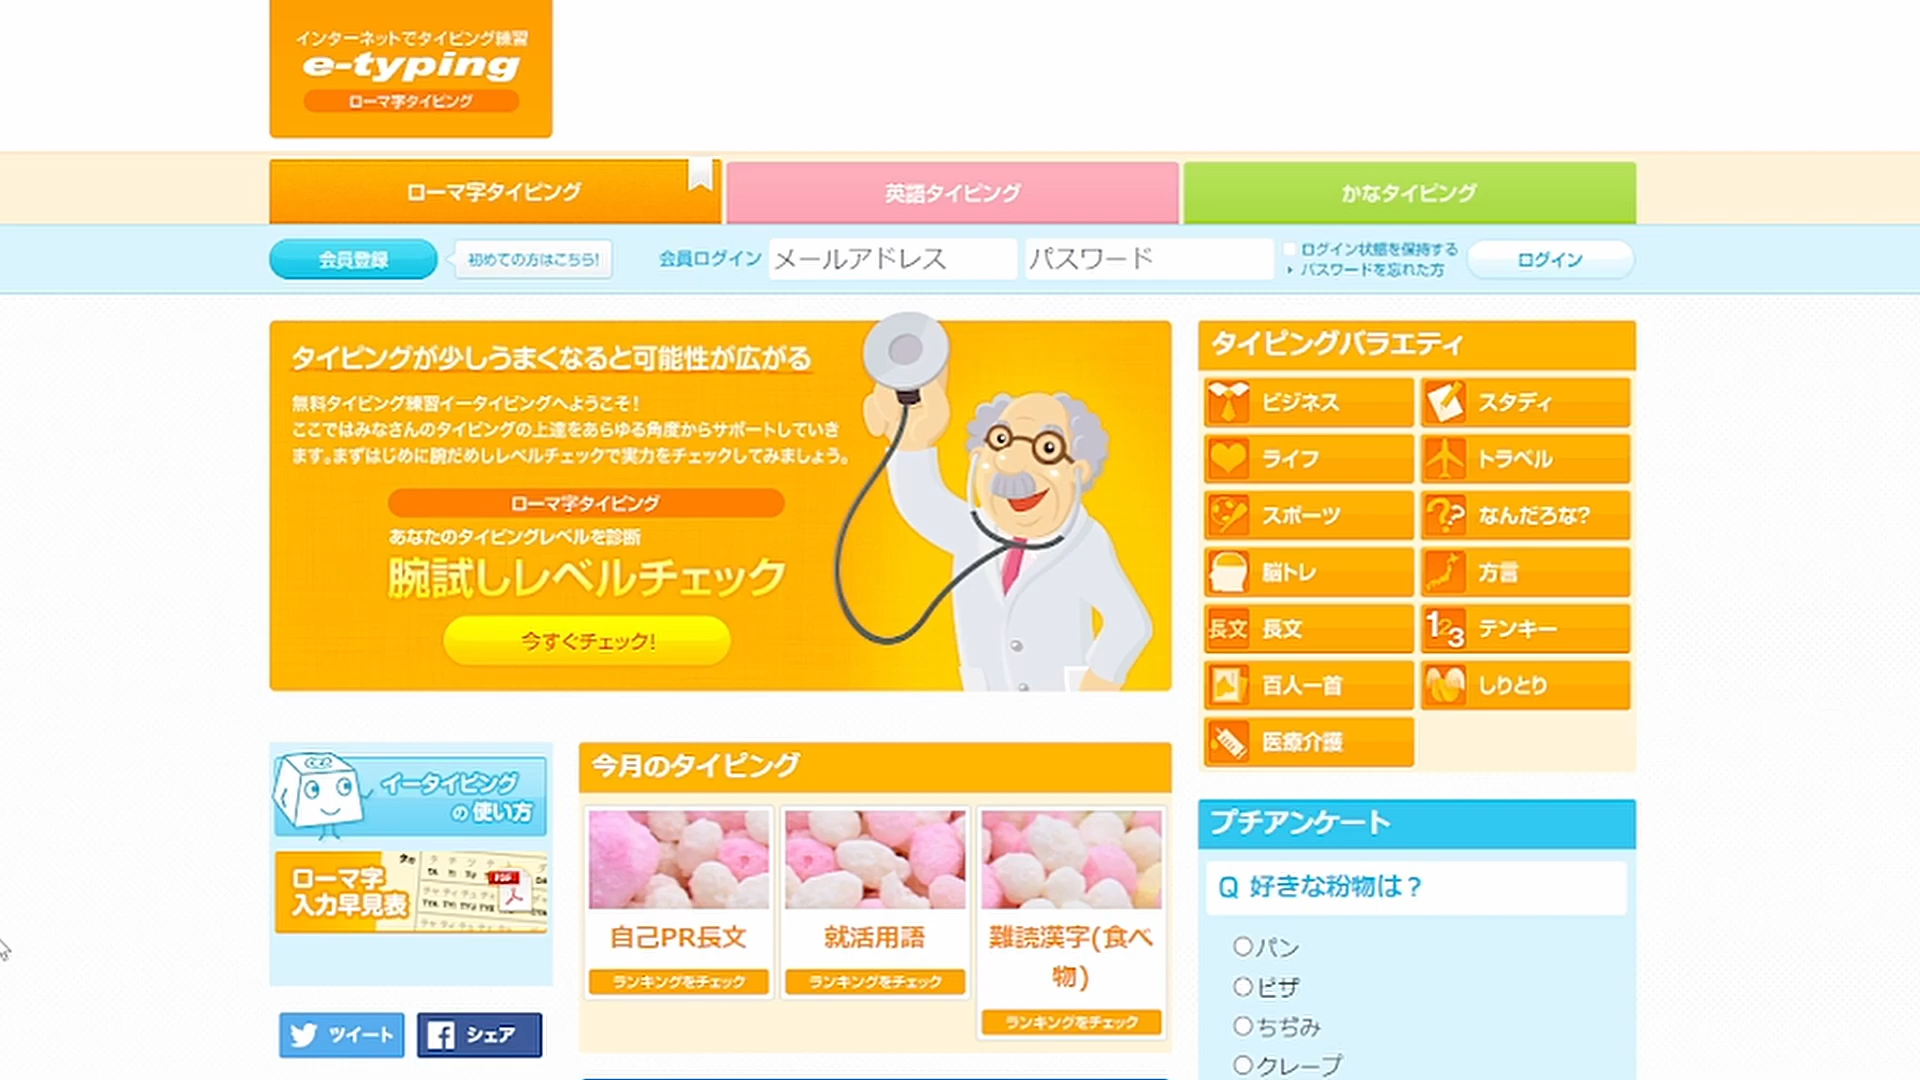 インターネットでタイピング練習
e-typing
ローマ字タイピング
ローマ字タイピング
英語タイピング
かなタイピング
会員登録
初めての方はこちら!
会員ログイン
メールアドレス
パスワード
ログイン状態を保持する
パスワードを忘れた方
ログイン
タイピングが少しうまくなると可能性が広がる
無料タイピング練習イータイピングへようこそ!
ここではみなさんのタイピングの上達をあらゆる角度からサポートしていき
ます。まずはじめに腕だめしレベルチェックで実力をチェックしてみましょう。
ローマ字タイピング
あなたのタイピングレベルを診断
腕試しレベルチェック
今すぐチェック!
タイピングバラエティ
ビジネス
スタディ
ライフ
トラベル
スポーツ
なんだろな?
脳トレ
方言
長文 長文
123 テンキー
百人一首
しりとり
医療介護
イータイピング
の使い方
ローマ字
入力早見表
PDF
今月のタイピング
自己PR長文
ランキングをチェック
就活用語
ランキングをチェック
難読漢字(食べ
物)
ランキングをチェック
プチアンケート
Q 好きな粉物は？
パン
ピザ
ちぢみ
クレープ
ツイート
シェア